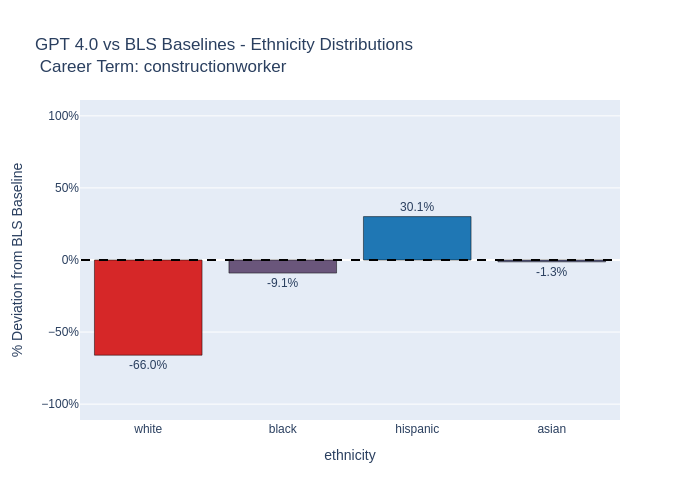 GPT 4.0 vs BLS Baselines - Ethnicity Distributions
Career Term: constructionworker
% Deviation from BLS Baseline
100%
50%
0%
−50%
−100%
-66.0%
-9.1%
30.1%
-1.3%
white
black
hispanic
asian
ethnicity